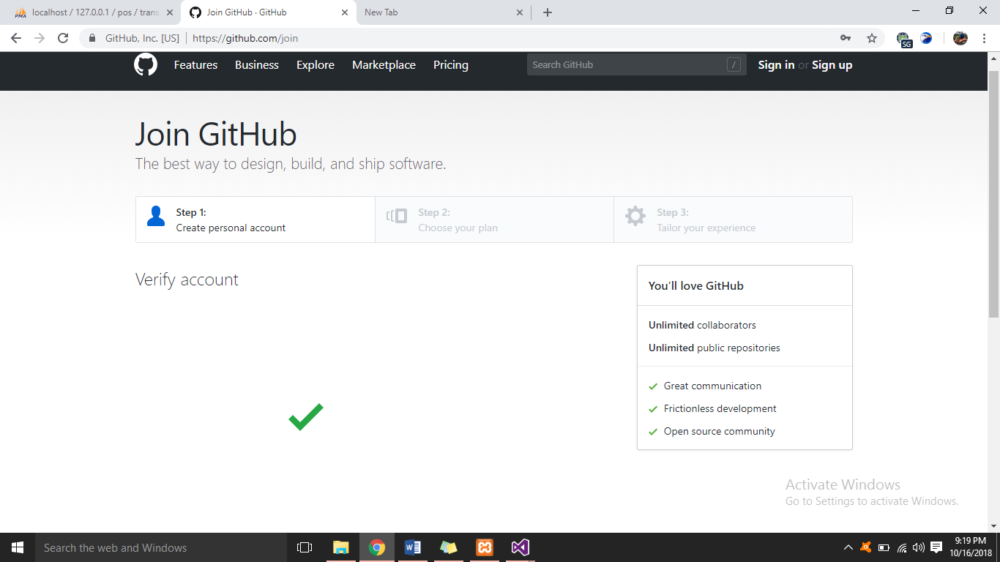 PMA
localhost / 127.0.0.1 / pos / trans
Join GitHub · GitHub
New Tab
GitHub, Inc. [US]
https://github.com/join
SG
Features
Business
Explore
Marketplace
Pricing
Search GitHub
/
Sign in or Sign up
Join GitHub
The best way to design, build, and ship software.
Step 1:
Create personal account
Step 2:
Choose your plan
Step 3:
Tailor your experience
Verify account
You’ll love GitHub
Unlimited collaborators
Unlimited public repositories
Great communication
Frictionless development
Open source community
Activate Windows
Go to Settings to activate Windows.
Search the web and Windows
9:19 PM
10/16/2018